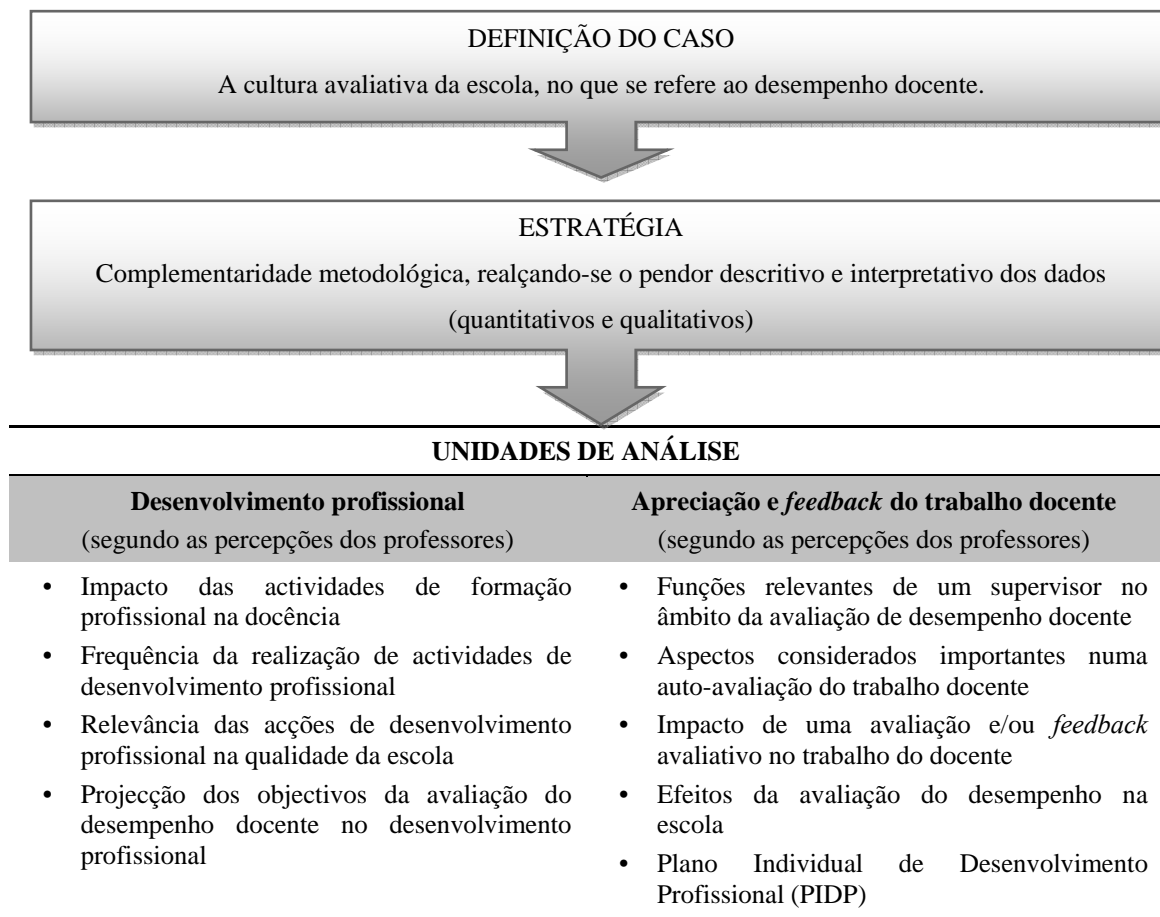 DEFINIÇÃO DO CASO
A cultura avaliativa da escola, no que se refere ao desempenho docente.
ESTRATÉGIA
Complementaridade metodológica, realçando-se o pendor descritivo e interpretativo dos dados
(quantitativos e qualitativos)
UNIDADES DE ANÁLISE
Desenvolvimento profissional
(segundo as percepções dos professores)
• Impacto das actividades de formação
profissional na docência
• Frequência da realização de actividades de
desenvolvimento profissional
• Relevância das acções de desenvolvimento
profissional na qualidade da escola
• Projecção dos objectivos da avaliação do
desempenho docente no desenvolvimento
profissional
Apreciação e feedback do trabalho docente
(segundo as percepções dos professores)
• Funções relevantes de um supervisor no
âmbito da avaliação de desempenho docente
• Aspectos considerados importantes numa
auto-avaliação do trabalho docente
• Impacto de uma avaliação e/ou feedback
avaliativo no trabalho do docente
• Efeitos da avaliação do desempenho na
escola
• Plano Individual de Desenvolvimento
Profissional (PIDP)